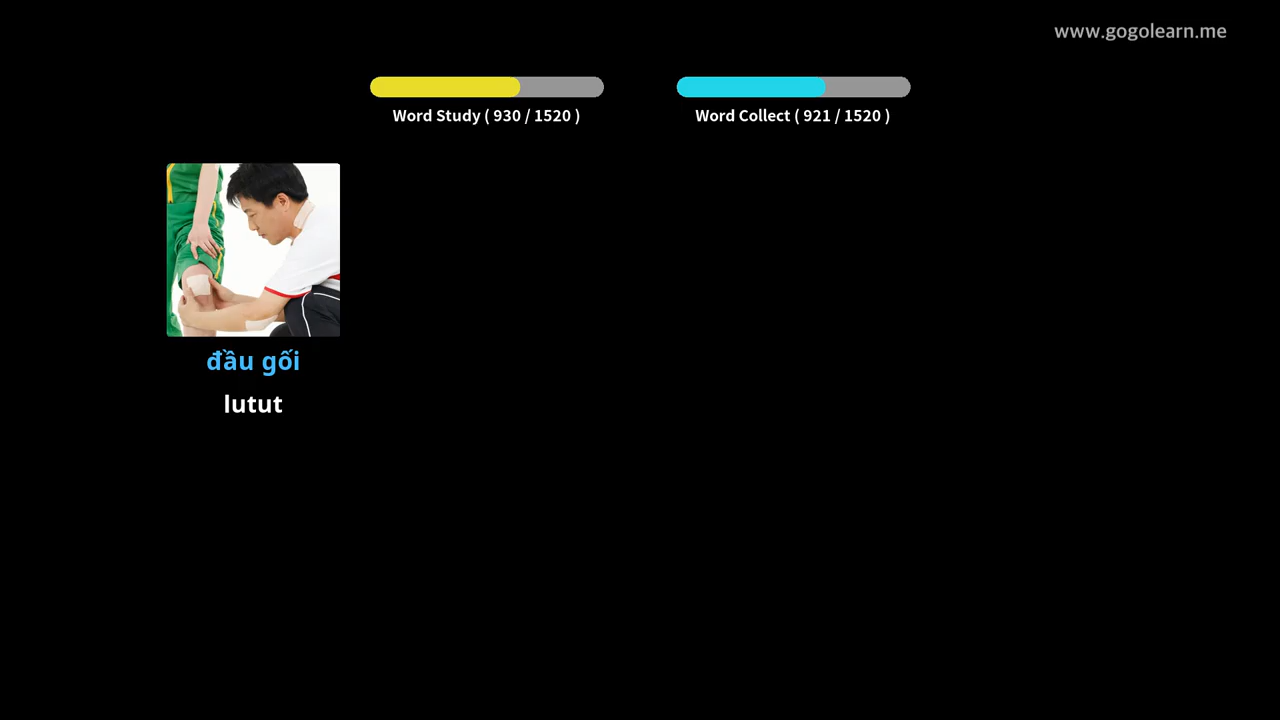 www.gogolearn.me
Word Study ( 930 / 1520 )
Word Collect ( 921 / 1520 )
đầu gối
lutut